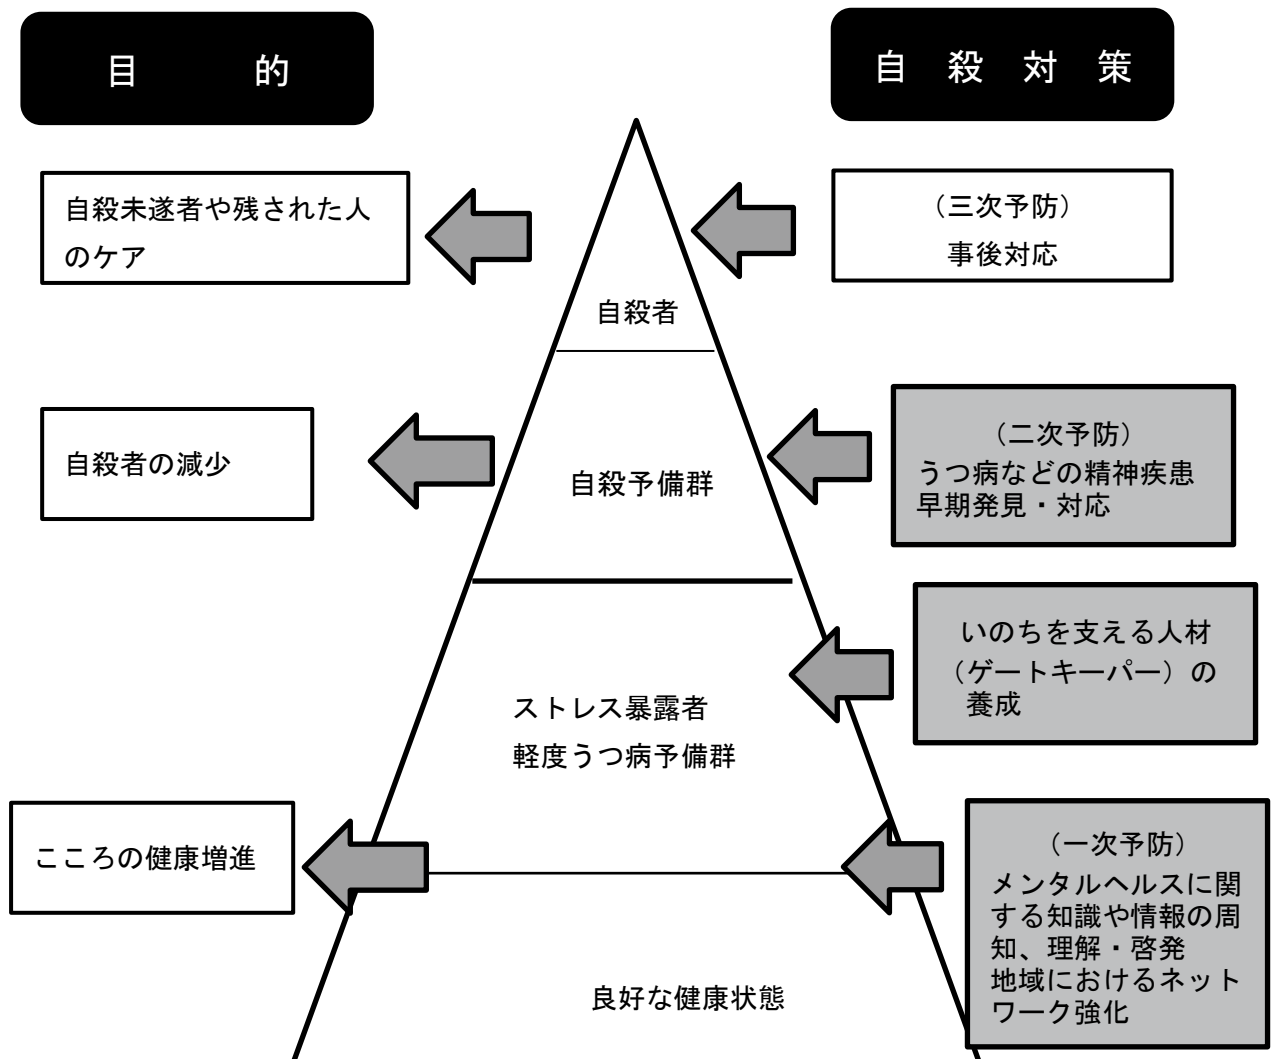 目 的
自 殺 対 策
自殺未遂者や残された人
のケア
(三次予防)
事後対応
自殺者
自殺者の減少
自殺予備群
(二次予防)
うつ病などの精神疾患
早期発見・対応
いのちを支える人材
(ゲートキーパー)の
養成
ストレス暴露者
軽度うつ病予備群
こころの健康増進
(一次予防)
メンタルヘルスに関
する知識や情報の周
知、理解・啓発
地域におけるネット
ワーク強化
良好な健康状態